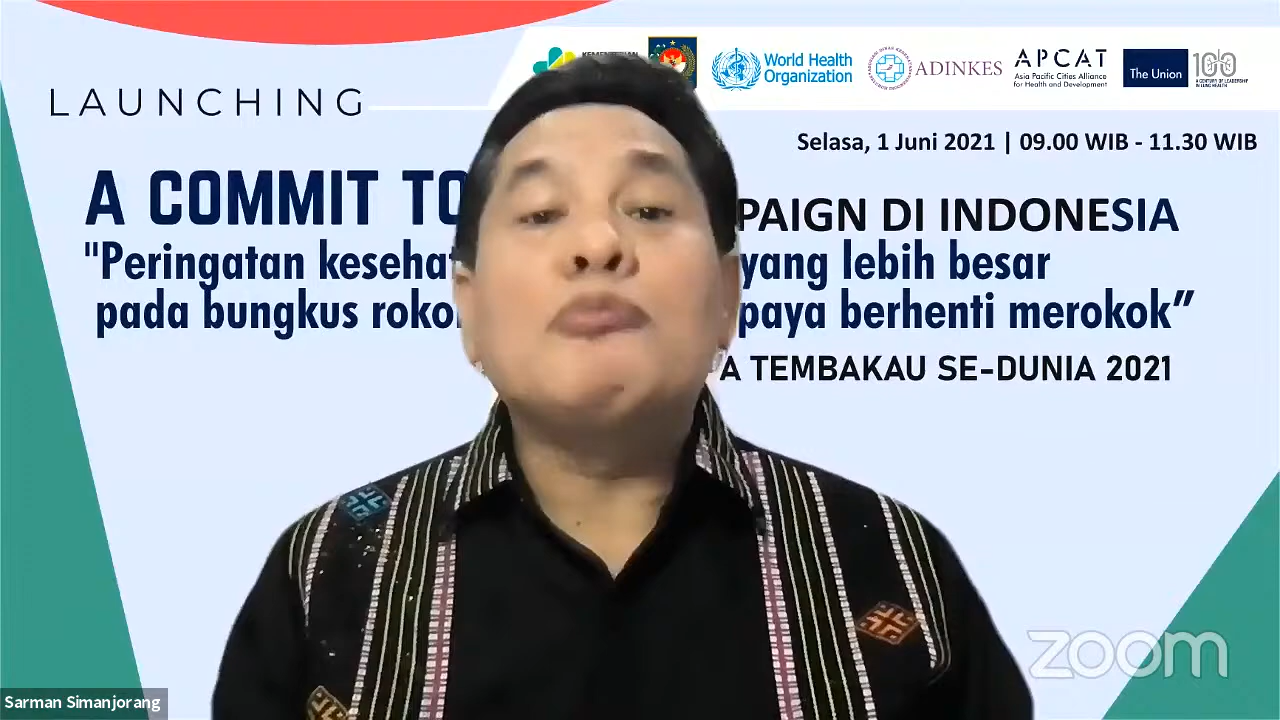 LAUNCHING
World Health
Organization
ADINKES
APCAT
Asia Pacific Cities Alliance
for Health and Development
The Union
100
Selasa, 1 Juni 2021 | 09.00 WIB - 11.30 WIB
A COMMIT TO PAIGN DI INDONESIA
"Peringatan keseha yang lebih besar
pada bungkus roko paya berhenti merokok”
A TEMBAKAU SE-DUNIA 2021
zoom
Sarman Simanjorang